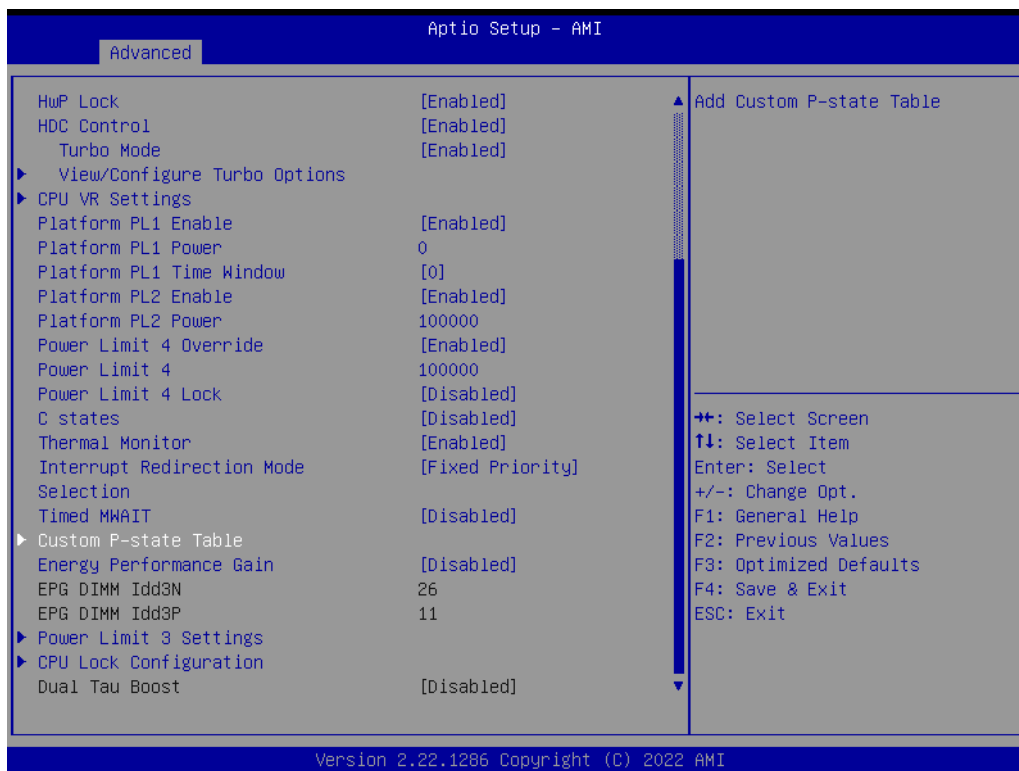 Aptio Setup - AMI
Advanced
HwP Lock [Enabled]
HDC Control [Enabled]
Turbo Mode [Enabled]
View/Configure Turbo Options
CPU VR Settings
Platform PL1 Enable [Enabled]
Platform PL1 Power 0
Platform PL1 Time Window [0]
Platform PL2 Enable [Enabled]
Platform PL2 Power 100000
Power Limit 4 Override [Enabled]
Power Limit 4 100000
Power Limit 4 Lock [Disabled]
C states [Disabled]
Thermal Monitor [Enabled]
Interrupt Redirection Mode [Fixed Priority]
Selection
Timed MWAIT [Disabled]
Custom P-state Table
Energy Performance Gain [Disabled]
EPG DIMM Idd3N 26
EPG DIMM Idd3P 11
Power Limit 3 Settings
CPU Lock Configuration
Dual Tau Boost [Disabled]
Add Custom P-state Table
→←: Select Screen
↑↓: Select Item
Enter: Select
+/-: Change Opt.
F1: General Help
F2: Previous Values
F3: Optimized Defaults
F4: Save & Exit
ESC: Exit
Version 2.22.1286 Copyright (C) 2022 AMI